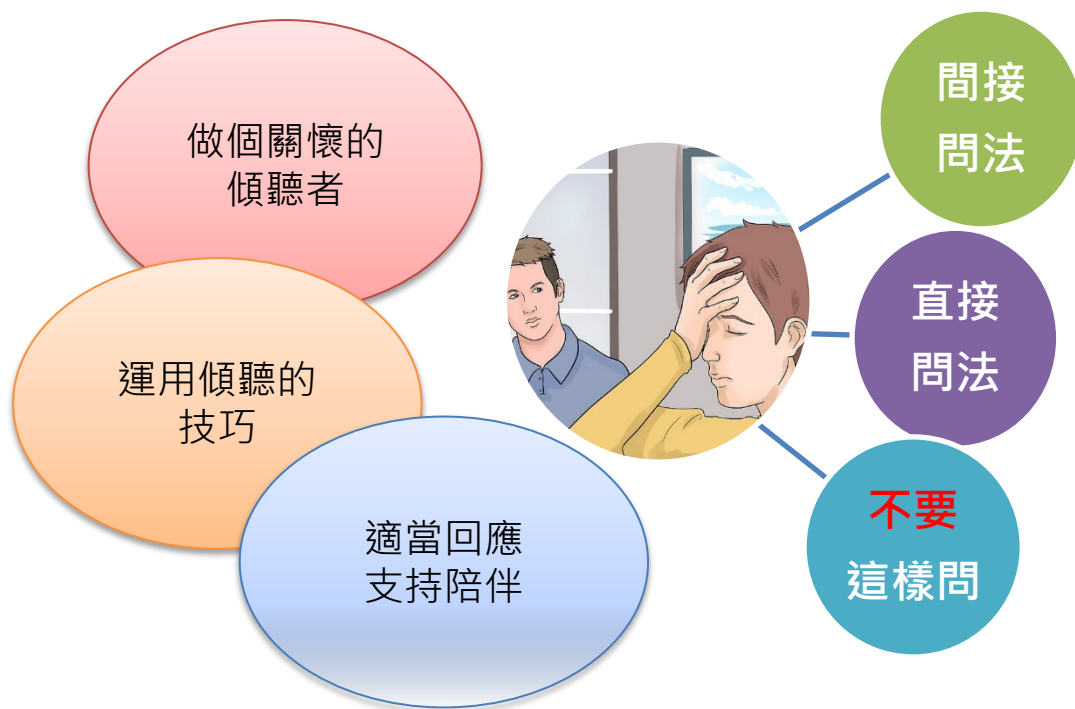 做個關懷的
傾聽者
運用傾聽的
技巧
適當回應
支持陪伴
間接
問法
直接
問法
不要
這樣問